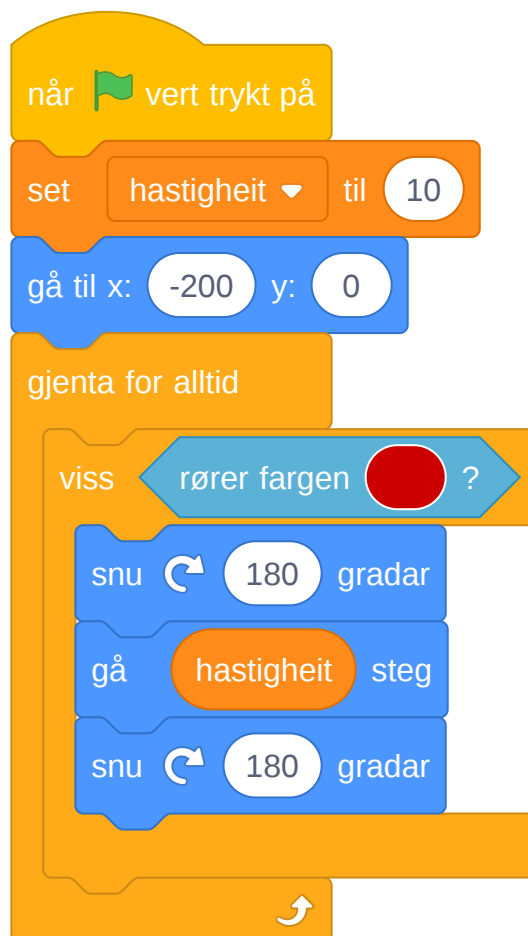 når vert trykt på
set hastigheit til 10
gå til x: -200 y: 0
gjenta for alltid
viss rører fargen ?
snu 180 gradar
gå hastigheit steg
snu 180 gradar